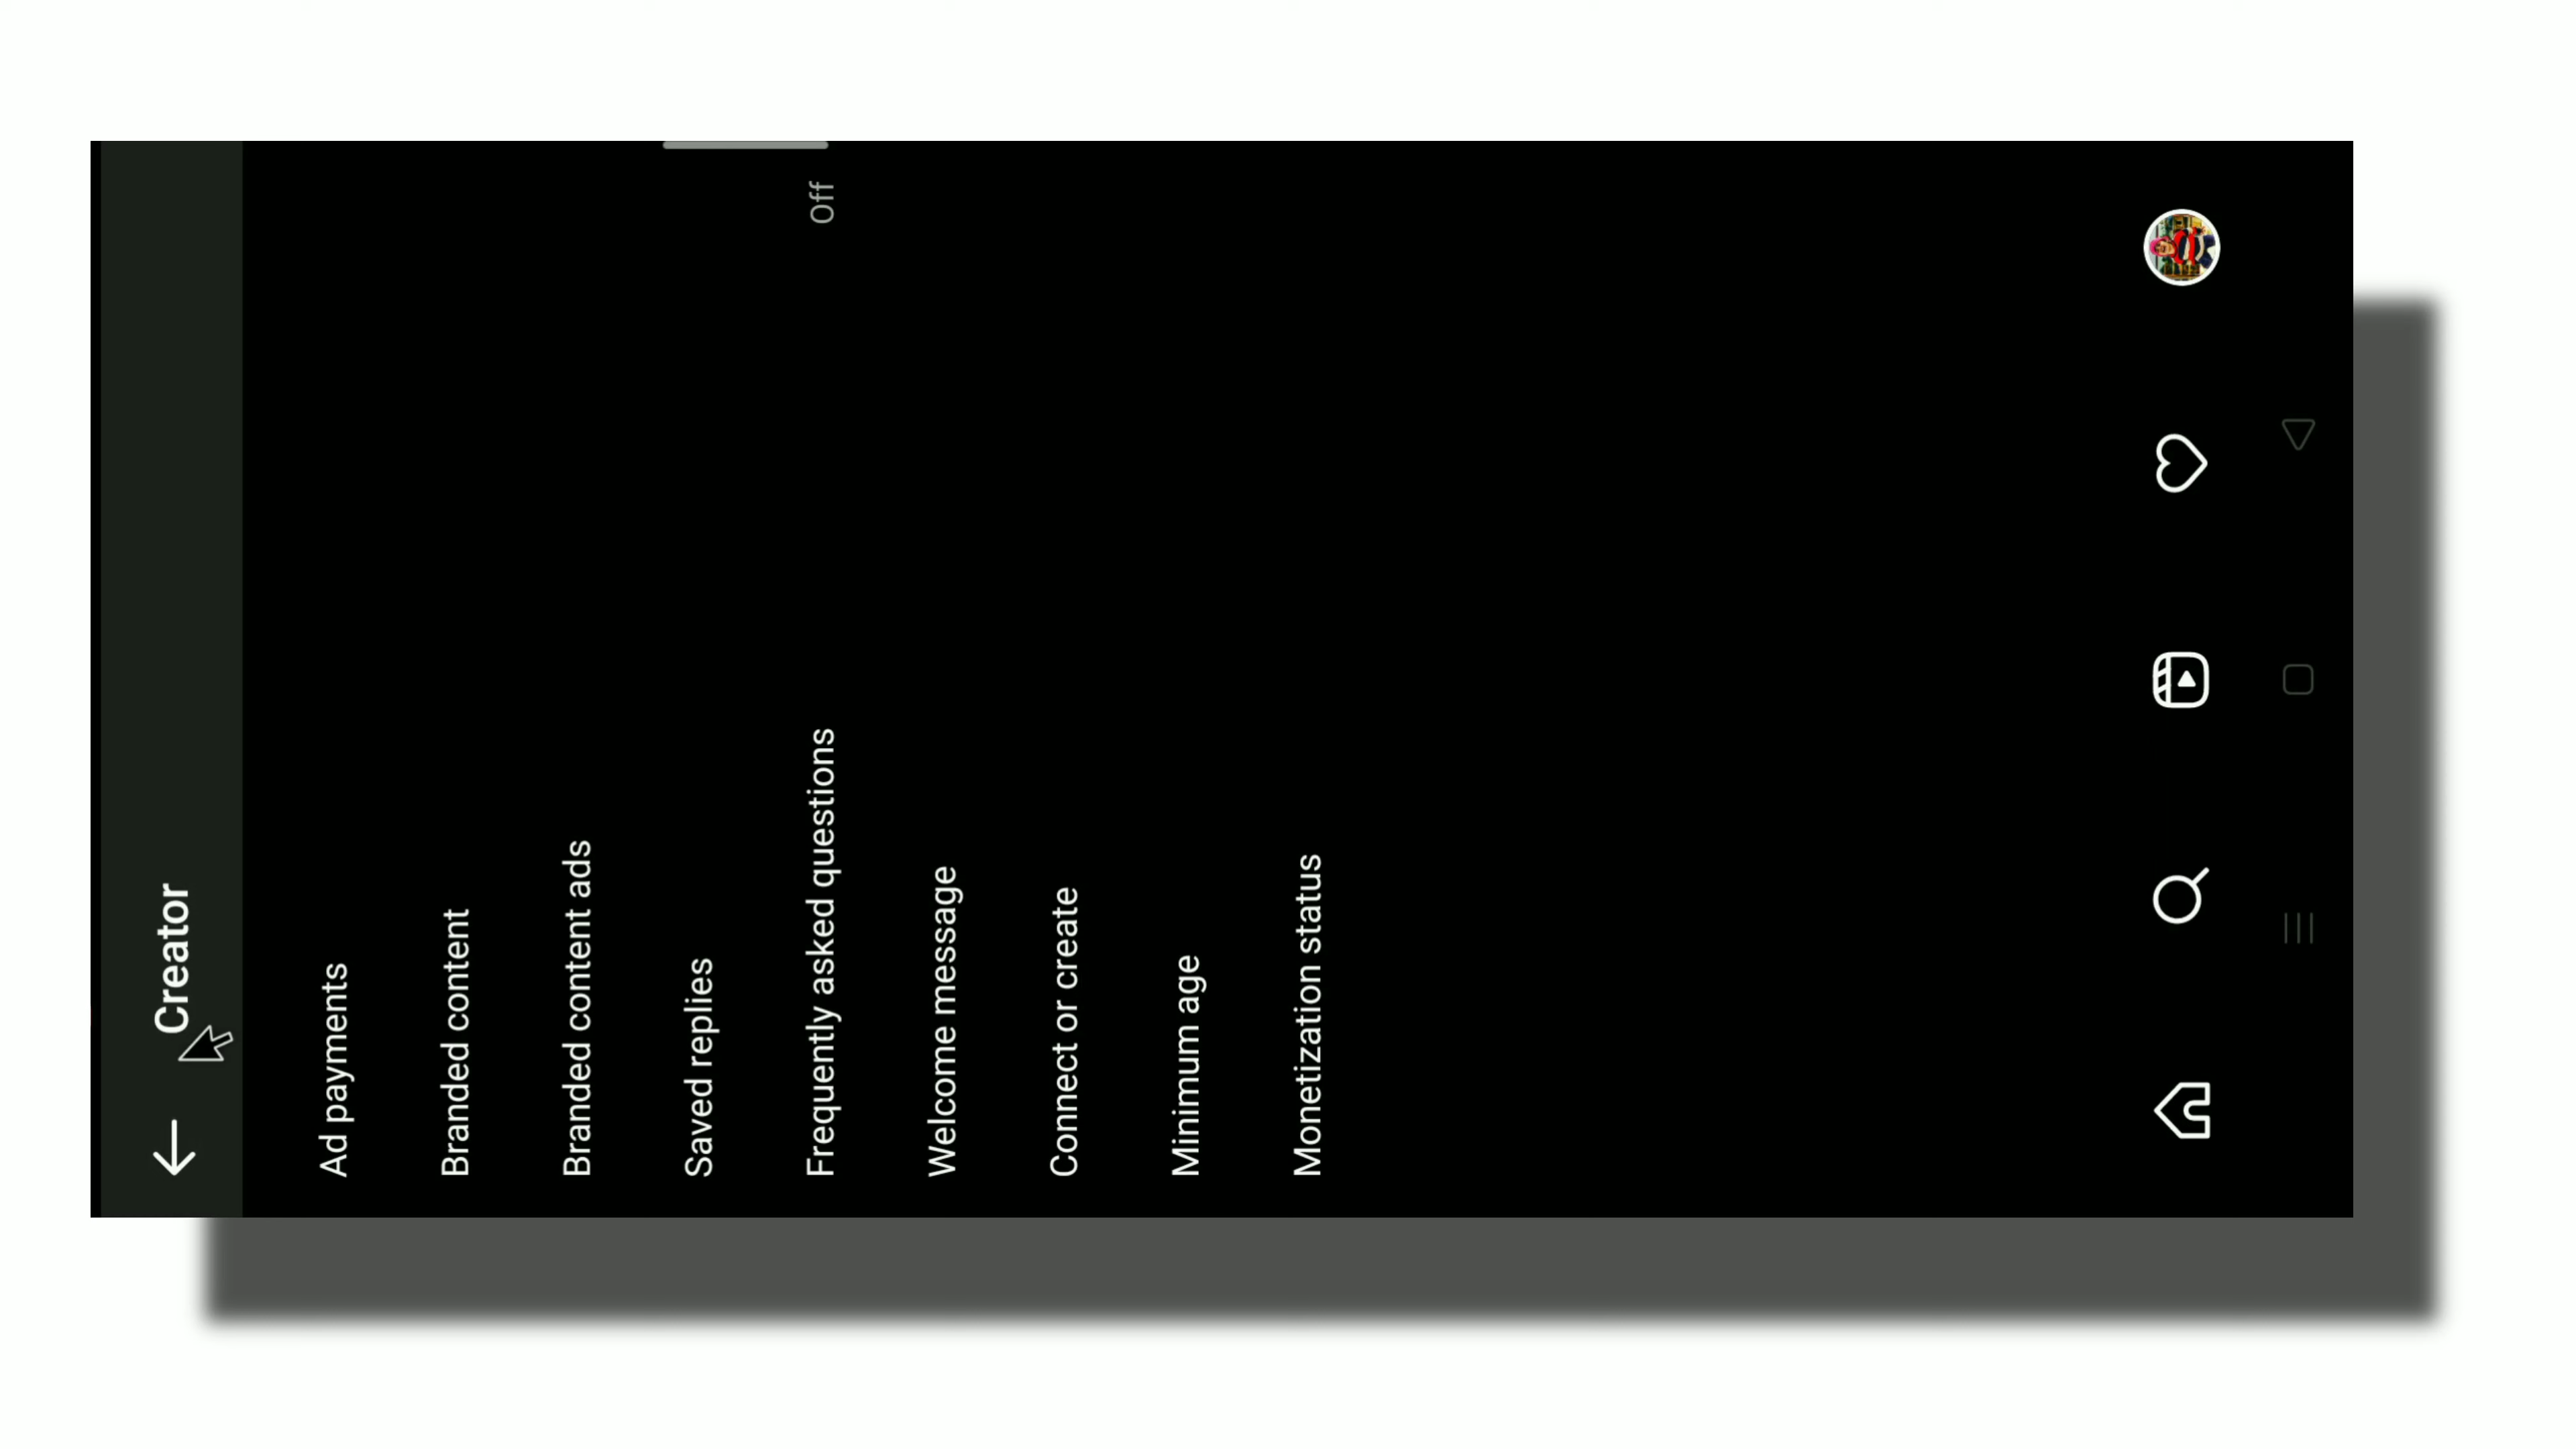 Creator
Ad payments
Branded content
Branded content ads
Saved replies
Frequently asked questions Off
Welcome message
Connect or create
Minimum age
Monetization status